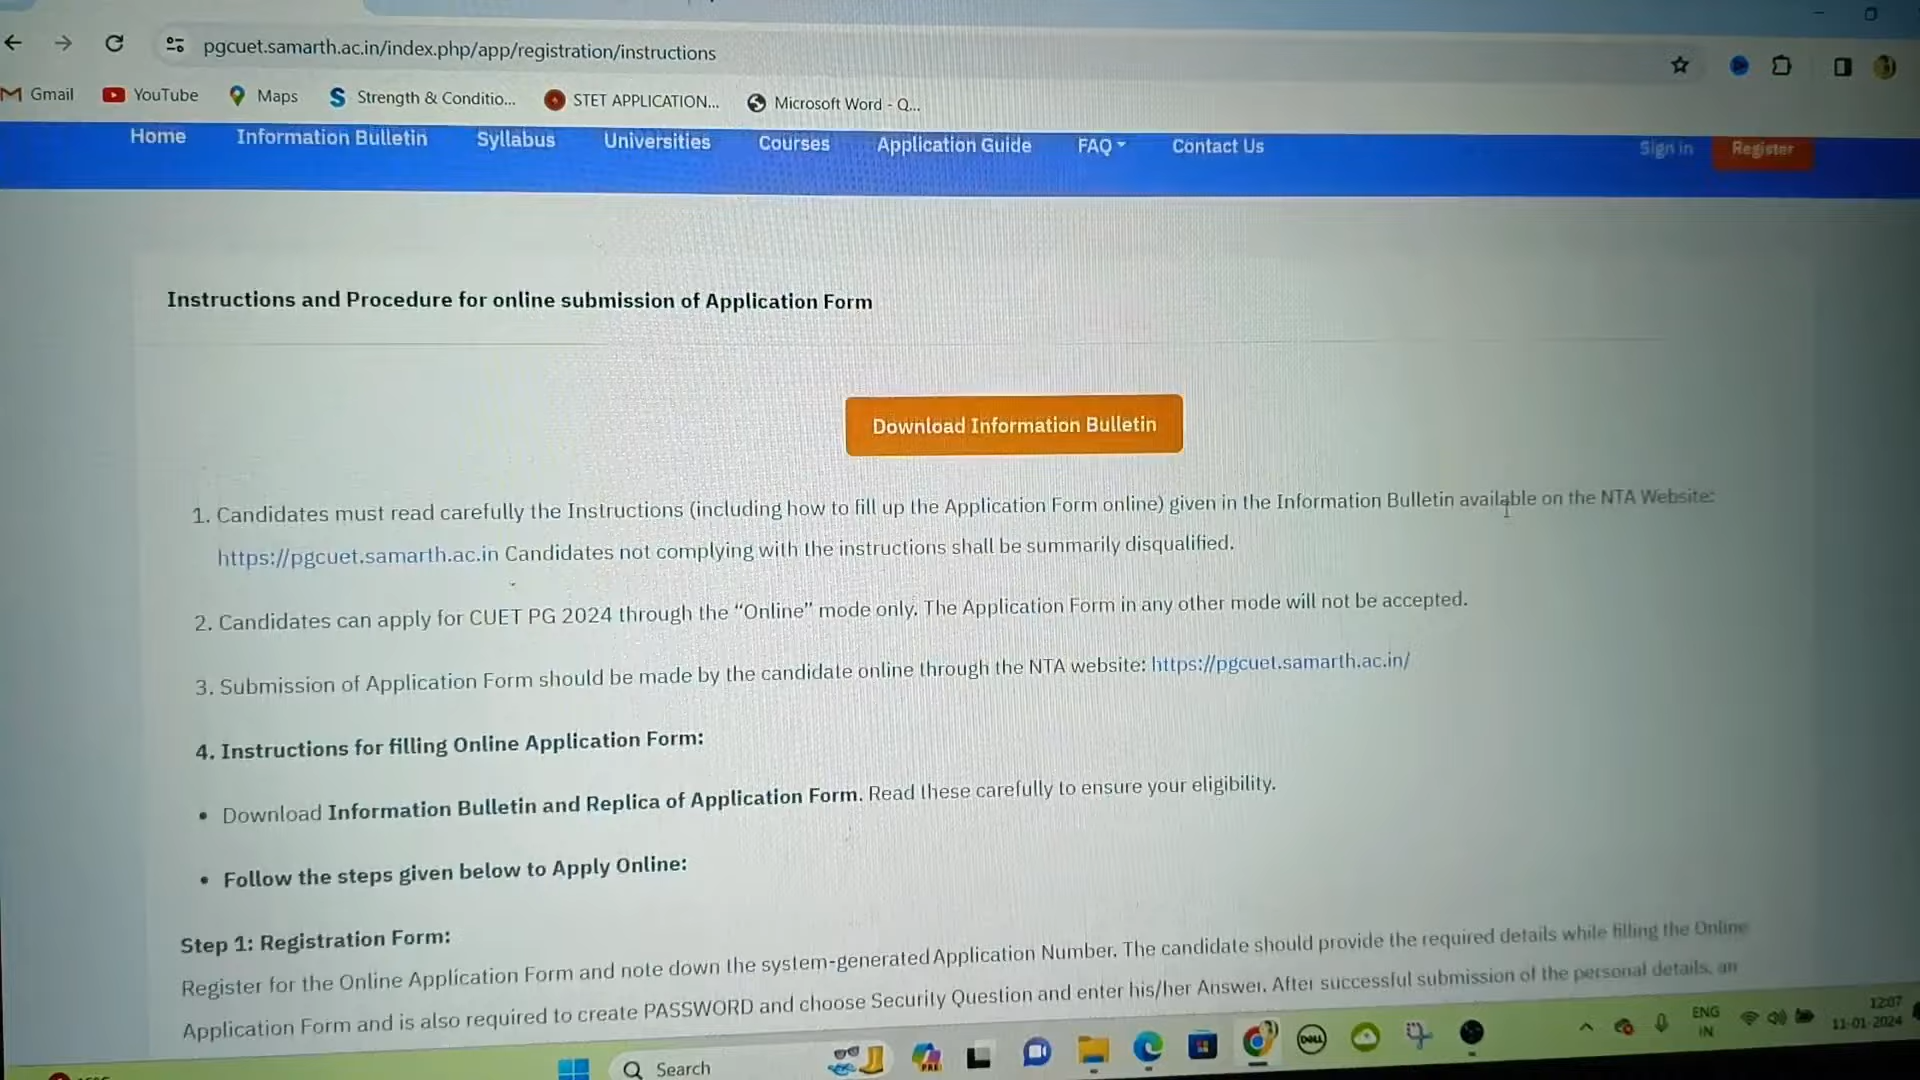 pgcuet.samarth.ac.in/index.php/app/registration/instructions
Gmail YouTube Maps Strength & Conditio... STET APPLICATION... Microsoft Word - Q...
Home Information Bulletin Syllabus Universities Courses Application Guide FAQ Contact Us Sign in Register
Instructions and Procedure for online submission of Application Form
Download Information Bulletin
1. Candidates must read carefully the Instructions (including how to fill up the Application Form online) given in the Information Bulletin available on the NTA Website:
https://pgcuet.samarth.ac.in Candidates not complying with the instructions shall be summarily disqualified.
2. Candidates can apply for CUET PG 2024 through the “Online” mode only. The Application Form in any other mode will not be accepted.
3. Submission of Application Form should be made by the candidate online through the NTA website: https://pgcuet.samarth.ac.in/
4. Instructions for filling Online Application Form:
• Download Information Bulletin and Replica of Application Form. Read these carefully to ensure your eligibility.
• Follow the steps given below to Apply Online:
Step 1: Registration Form:
Register for the Online Application Form and note down the system-generated Application Number. The candidate should provide the required details while filling the Online
Application Form and is also required to create PASSWORD and choose Security Question and enter his/her Answer. After successful submission of the personal details, an
Search
PRE
DELL
ENG
IN
12:07
11-01-2024